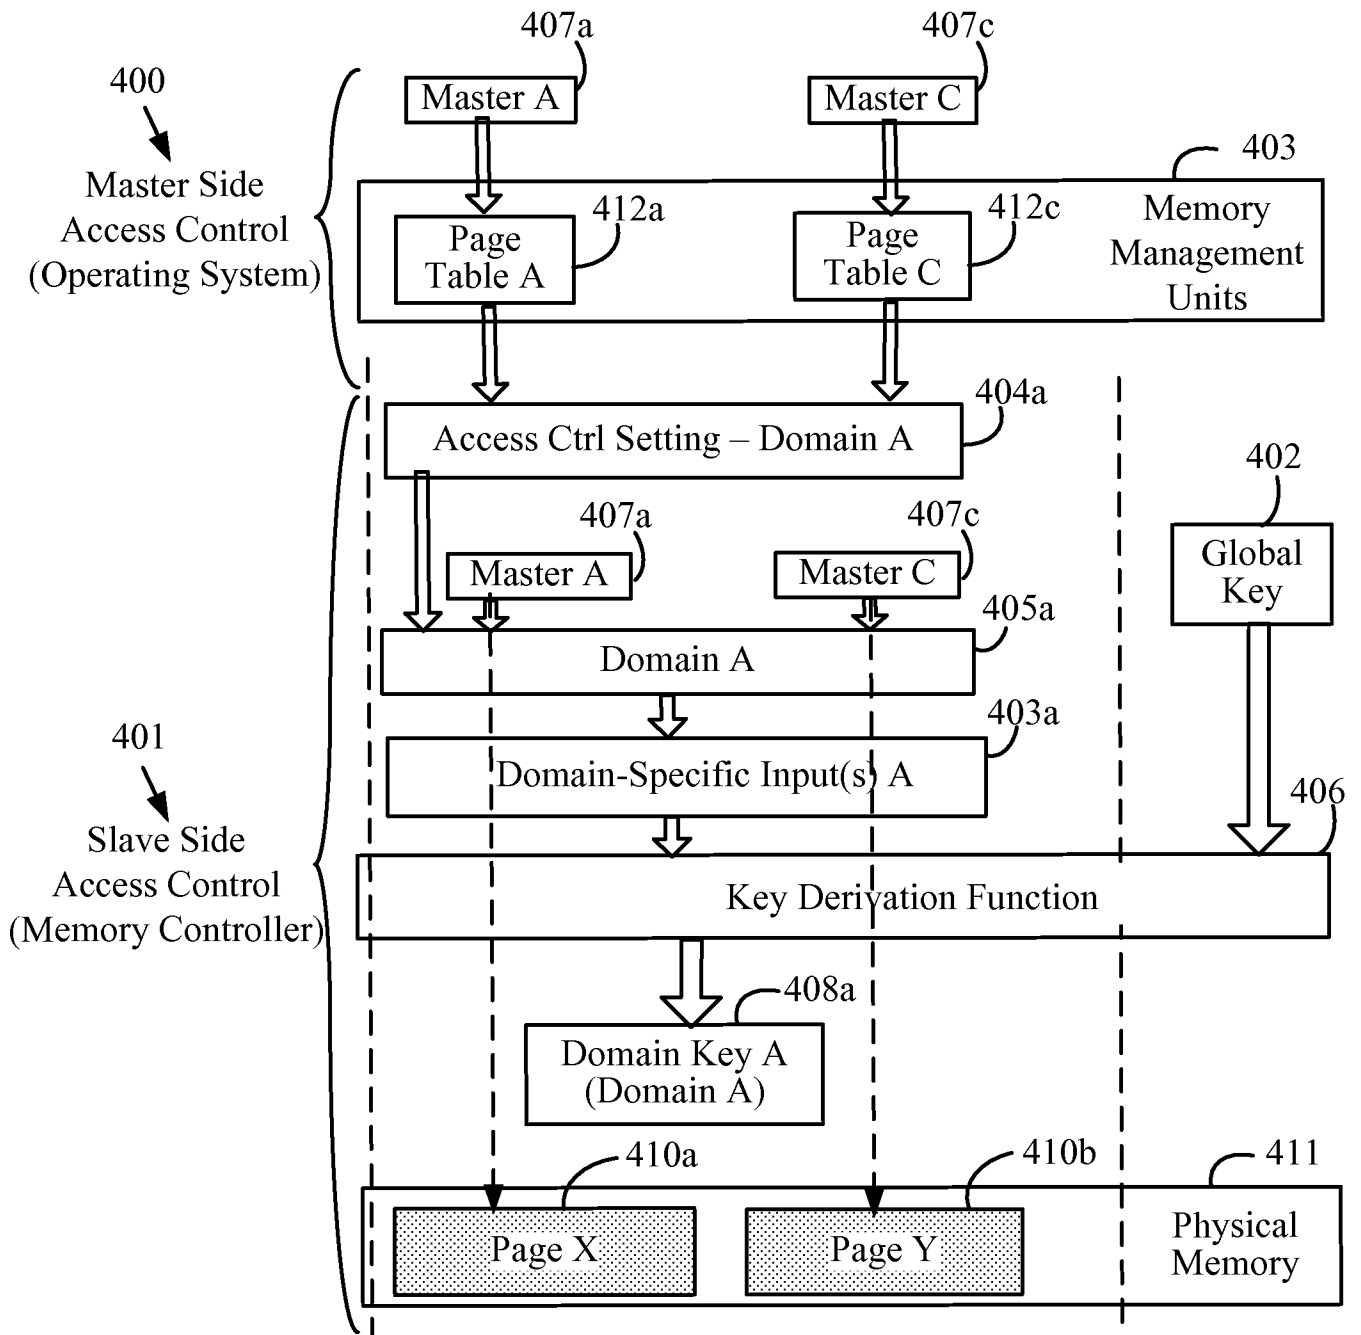 407a
407c
400
Master A
Master C
403
Master Side
Access Control
(Operating System)
412a
412c
Page
Table A
Page
Table C
Memory
Management
Units
404a
Access Ctrl Setting – Domain A
402
407a
407c
Global
Key
Master A
Master C
405a
Domain A
403a
401
Domain-Specific Input(s) A
406
Slave Side
Access Control
(Memory Controller)
Key Derivation Function
408a
Domain Key A
(Domain A)
410a
410b
411
Page X
Page Y
Physical
Memory